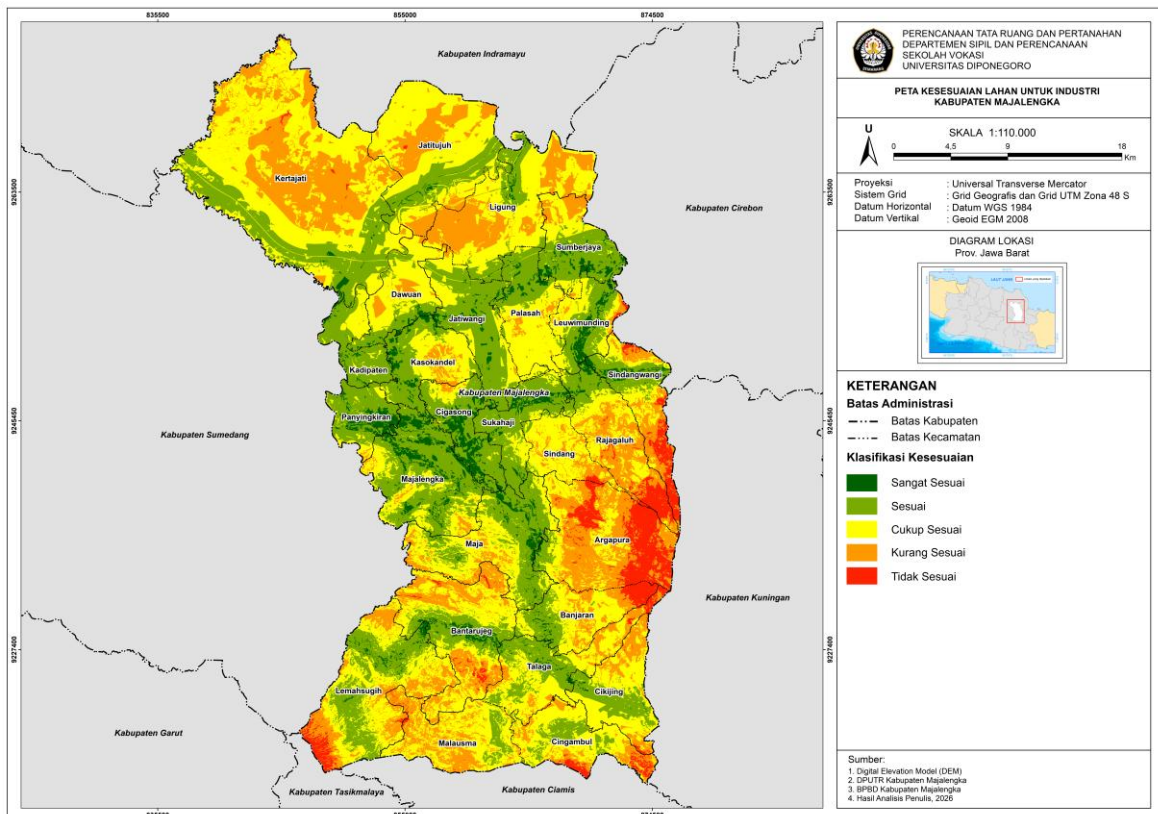 835500
855000
874500
9263500
9245450
9227400
Kabupaten Indramayu
Kabupaten Cirebon
Kabupaten Sumedang
Kabupaten Majalengka
Kabupaten Kuningan
Kabupaten Garut
Kabupaten Tasikmalaya
Kabupaten Ciamis
Kertajati
Jatitujuh
Ligung
Sumberjaya
Dawuan
Jatiwangi
Palasah
Leuwimunding
Kasokandel
Kadipaten
Sindangwangi
Panyingkiran
Cigasong
Sukahaji
Rajagaluh
Sindang
Majalengka
Maja
Argapura
Banjaran
Bantarujeg
Talaga
Lemahsugih
Cikijing
Malausma
Cingambul
9263500
9245450
9227400
855000
PERENCANAAN TATA RUANG DAN PERTANAHAN
DEPARTEMEN SIPIL DAN PERENCANAAN
SEKOLAH VOKASI
UNIVERSITAS DIPONEGORO
PETA KESESUAIAN LAHAN UNTUK INDUSTRI
KABUPATEN MAJALENGKA
U
SKALA 1:110.000
0 4,5 9 18
Km
Proyeksi : Universal Transverse Mercator
Sistem Grid : Grid Geografis dan Grid UTM Zona 48 S
Datum Horizontal : Datum WGS 1984
Datum Vertikal : Geoid EGM 2008
DIAGRAM LOKASI
Prov. Jawa Barat
KETERANGAN
Batas Administrasi
Batas Kabupaten
Batas Kecamatan
Klasifikasi Kesesuaian
Sangat Sesuai
Sesuai
Cukup Sesuai
Kurang Sesuai
Tidak Sesuai
Sumber:
1. Digital Elevation Model (DEM)
2. DPUTR Kabupaten Majalengka
3. BPBD Kabupaten Majalengka
4. Hasil Analisis Penulis, 2026